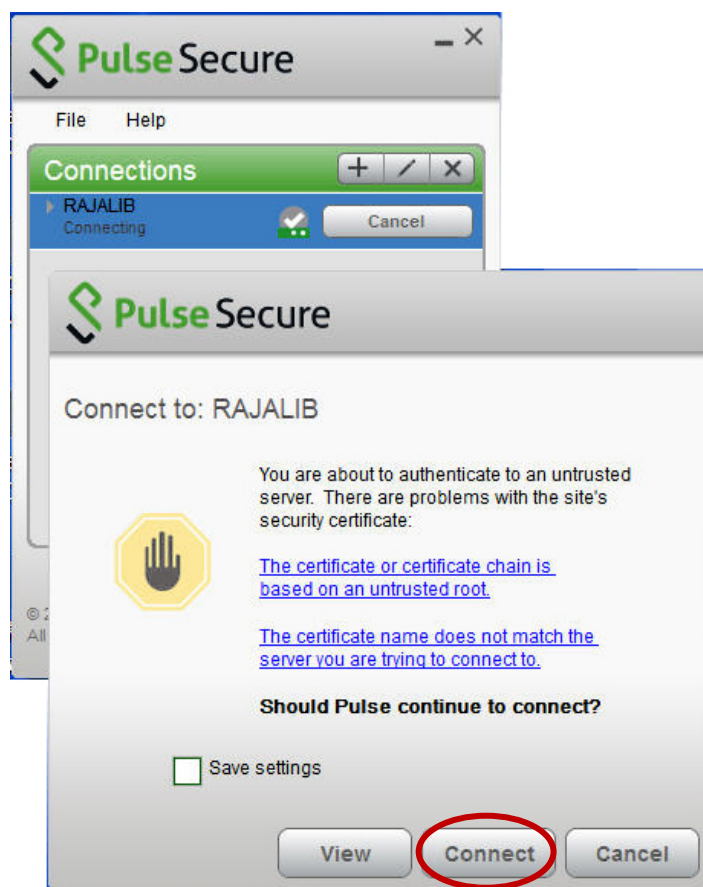 Pulse Secure
File Help
Connections
RAJALIB
Connecting
Cancel
Pulse Secure
Connect to: RAJALIB
You are about to authenticate to an untrusted
server. There are problems with the site's
security certificate:
The certificate or certificate chain is
based on an untrusted root.
The certificate name does not match the
server you are trying to connect to.
© 2
All
Should Pulse continue to connect?
Save settings
View Connect Cancel